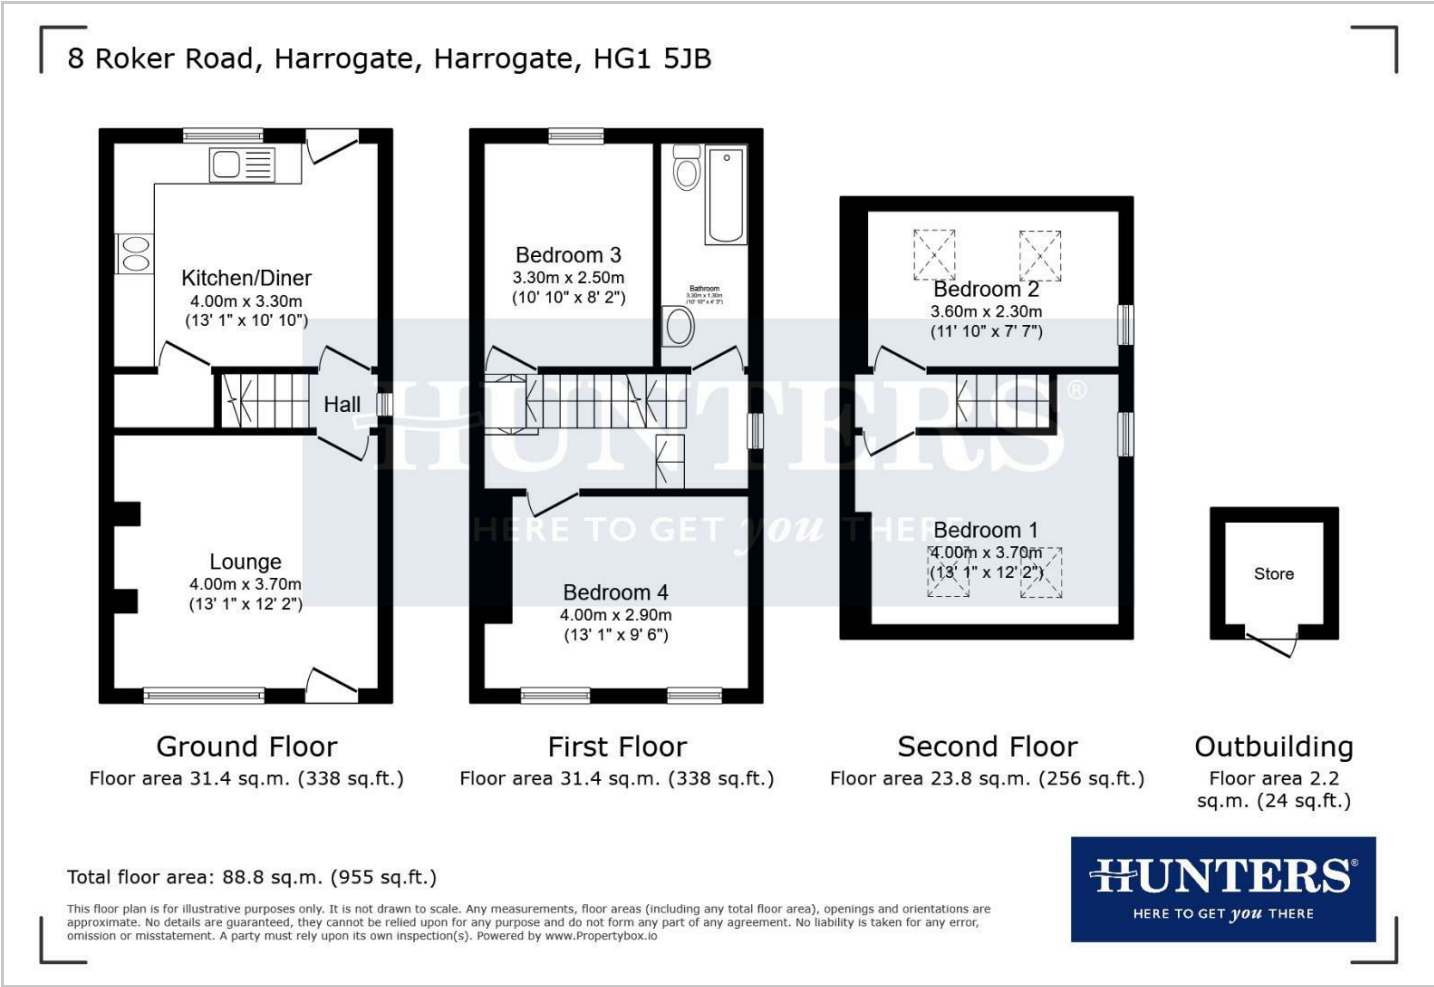 8 Roker Road, Harrogate, Harrogate, HG1 5JB
Kitchen/Diner
4.00m x 3.30m
(13' 1" x 10' 10")
Hall
Lounge
4.00m x 3.70m
(13' 1" x 12' 2")
Ground Floor
Floor area 31.4 sq.m. (338 sq.ft.)
Bedroom 3
3.30m x 2.50m
(10' 10" x 8' 2")
Bathroom
3.30m x 1.30m
(10' 10" x 4' 3")
Bedroom 4
4.00m x 2.90m
(13' 1" x 9' 6")
First Floor
Floor area 31.4 sq.m. (338 sq.ft.)
Bedroom 2
3.60m x 2.30m
(11' 10" x 7' 7")
Bedroom 1
4.00m x 3.70m
(13' 1" x 12' 2")
Second Floor
Floor area 23.8 sq.m. (256 sq.ft.)
Store
Outbuilding
Floor area 2.2
sq.m. (24 sq.ft.)
HUNTERS®
HERE TO GET you THERE
Total floor area: 88.8 sq.m. (955 sq.ft.)
This floor plan is for illustrative purposes only. It is not drawn to scale. Any measurements, floor areas (including any total floor area), openings and orientations are
approximate. No details are guaranteed, they cannot be relied upon for any purpose and do not form any part of any agreement. No liability is taken for any error,
omission or misstatement. A party must rely upon its own inspection(s). Powered by www.Propertybox.io
HUNTERS®
HERE TO GET you THERE